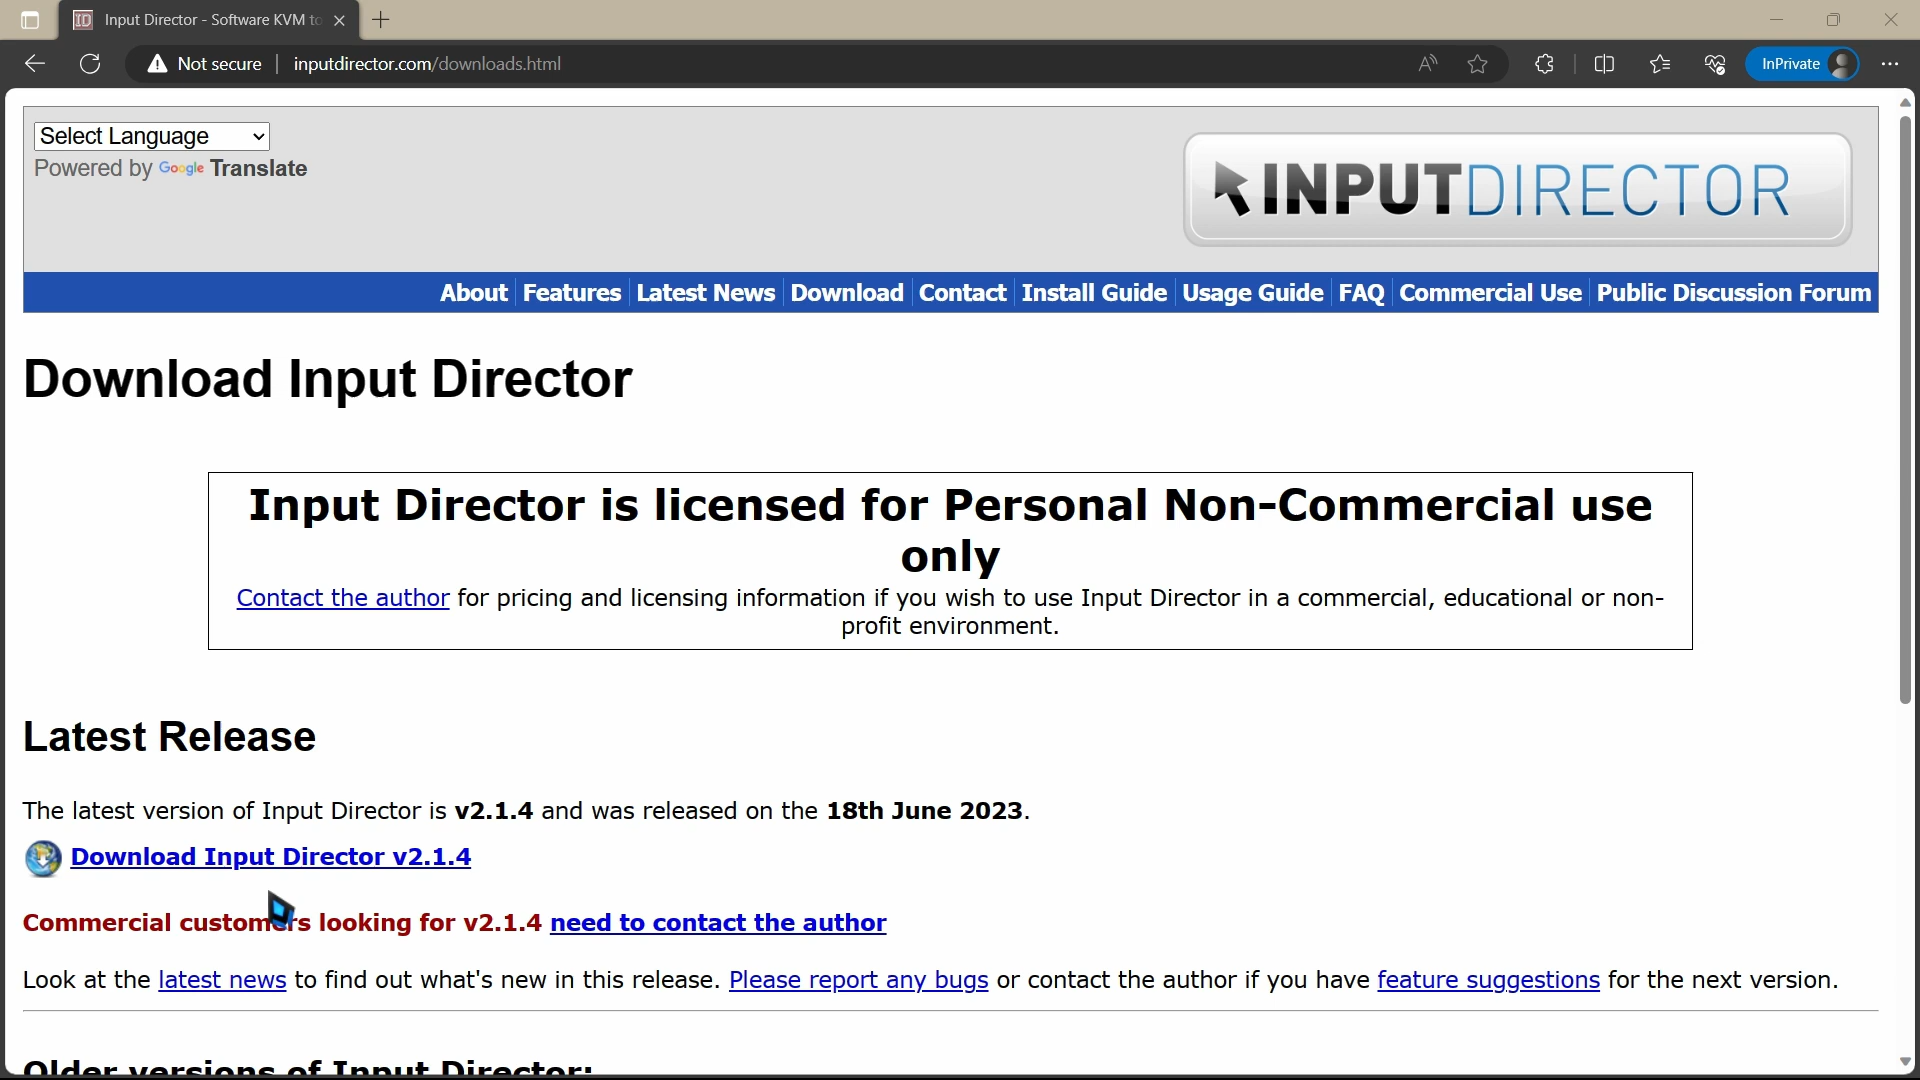 Input Director - Software KVM to
Not secure | inputdirector.com/downloads.html
InPrivate
Select Language
Powered by Google Translate
INPUTDIRECTOR
About Features Latest News Download Contact Install Guide Usage Guide FAQ Commercial Use Public Discussion Forum
Download Input Director
Input Director is licensed for Personal Non-Commercial use
only
Contact the author for pricing and licensing information if you wish to use Input Director in a commercial, educational or non-
profit environment.
Latest Release
The latest version of Input Director is v2.1.4 and was released on the 18th June 2023.
Download Input Director v2.1.4
Commercial customers looking for v2.1.4 need to contact the author
Look at the latest news to find out what's new in this release. Please report any bugs or contact the author if you have feature suggestions for the next version.
Older versions of Input Director: